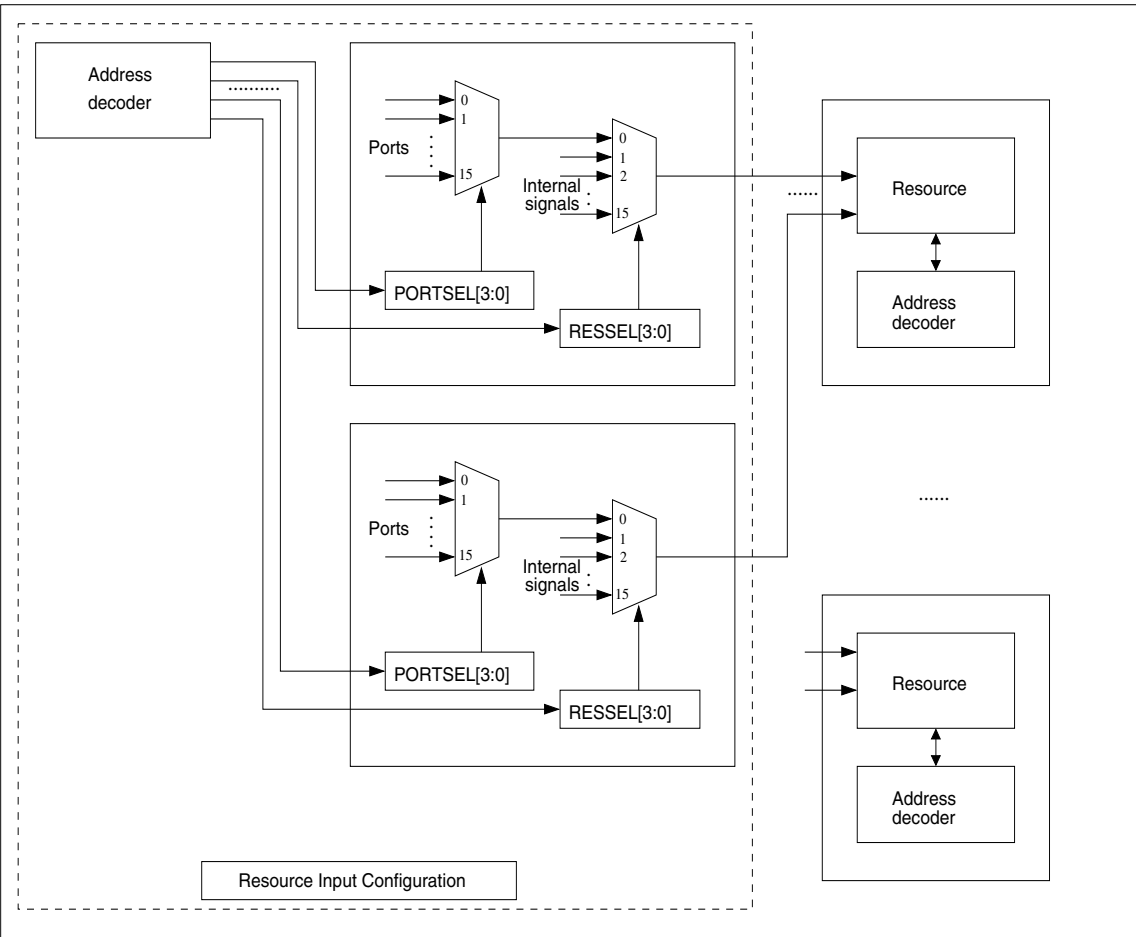 Address
decoder
..........
0
1
Ports
15
0
1
2
Internal
signals
15
PORTSEL[3:0]
RESSEL[3:0]
......
Resource
Address
decoder
0
1
Ports
15
0
1
2
Internal
signals
15
PORTSEL[3:0]
RESSEL[3:0]
......
Resource
Address
decoder
Resource Input Configuration